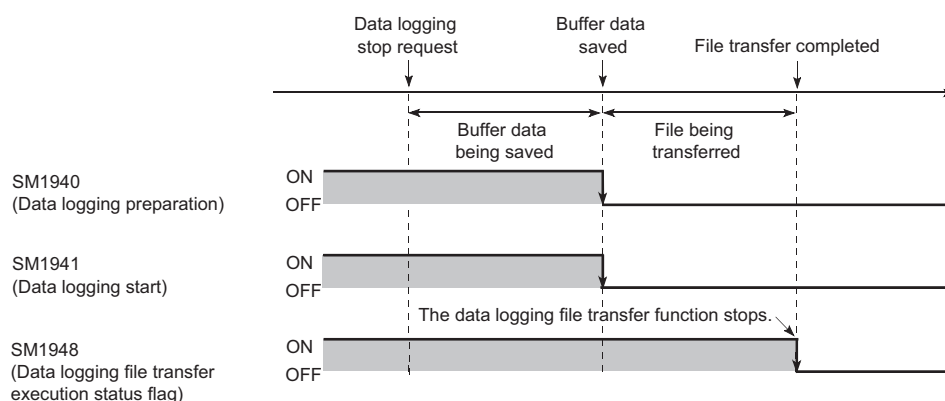 Data logging
stop request
Buffer data
saved
File transfer completed
Buffer data
being saved
File being
transferred
SM1940
(Data logging preparation)
ON
OFF
SM1941
(Data logging start)
ON
OFF
The data logging file transfer function stops.
SM1948
(Data logging file transfer
execution status flag)
ON
OFF